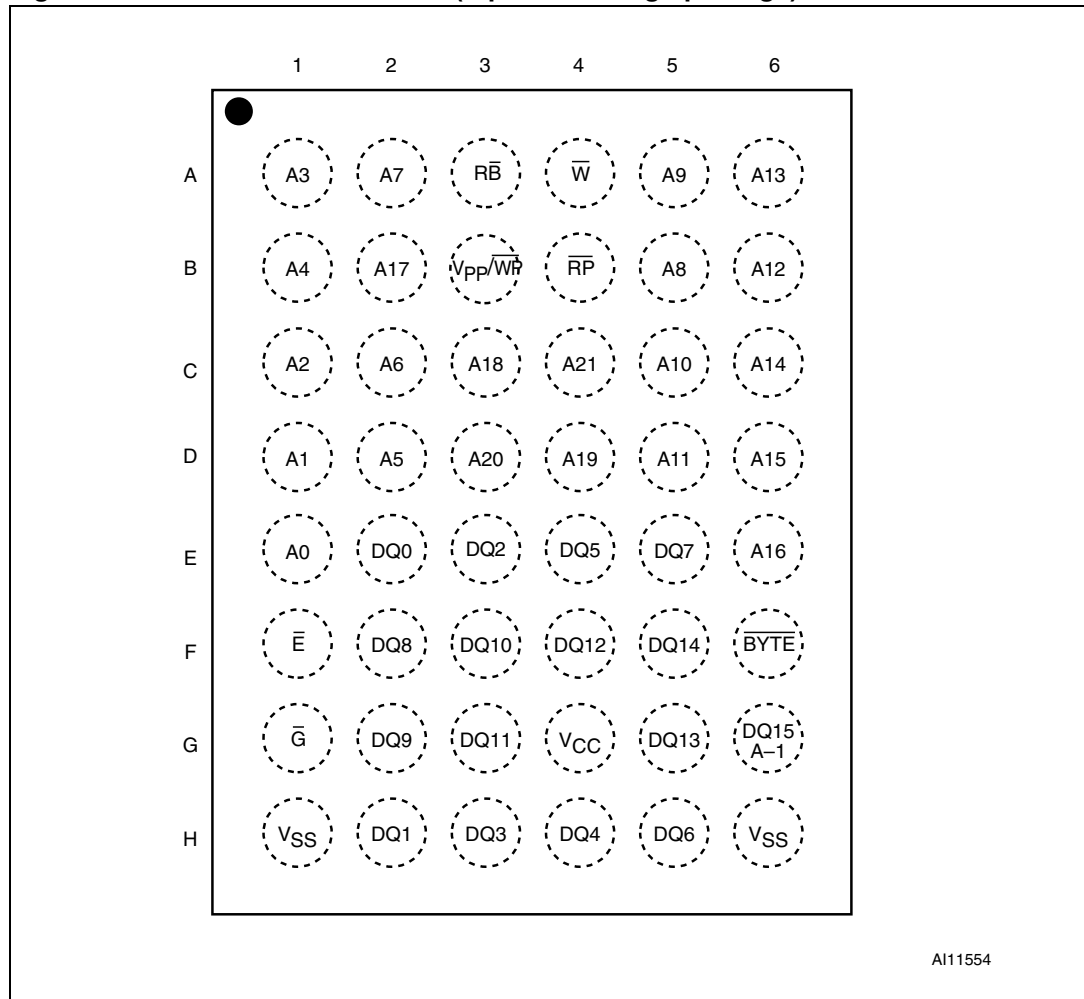 1 2 3 4 5 6
A A3 A7 RB̅ W̅ A9 A13
B A4 A17 VPP/W̅P̅ R̅P̅ A8 A12
C A2 A6 A18 A21 A10 A14
D A1 A5 A20 A19 A11 A15
E A0 DQ0 DQ2 DQ5 DQ7 A16
F E̅ DQ8 DQ10 DQ12 DQ14 B̅Y̅T̅E̅
G G̅ DQ9 DQ11 VCC DQ13 DQ15
A–1
H VSS DQ1 DQ3 DQ4 DQ6 VSS
AI11554